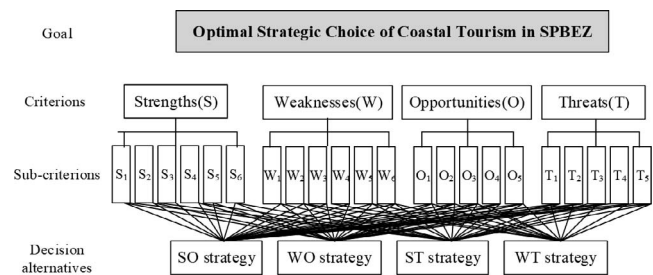 Goal
Optimal Strategic Choice of Coastal Tourism in SPBEZ
Criterions
Strengths(S) Weaknesses(W) Opportunities(O) Threats(T)
Sub-criterions
S1 S2 S3 S4 S5 S6 W1 W2 W3 W4 W5 W6 O1 O2 O3 O4 O5 T1 T2 T3 T4 T5
Decision
alternatives
SO strategy WO strategy ST strategy WT strategy